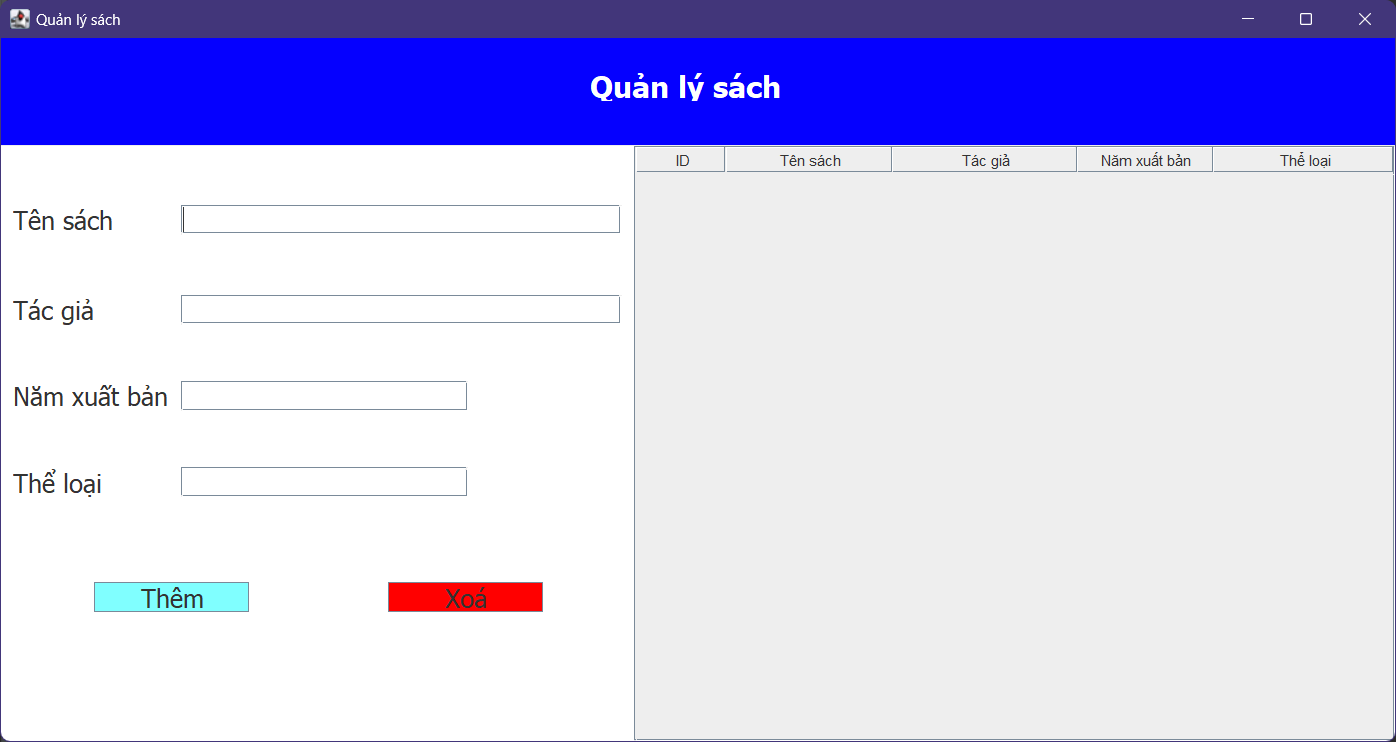 Quản lý sách
Quản lý sách
Tên sách
Tác giả
Năm xuất bản
Thể loại
Thêm
Xoá
ID
Tên sách
Tác giả
Năm xuất bản
Thể loại